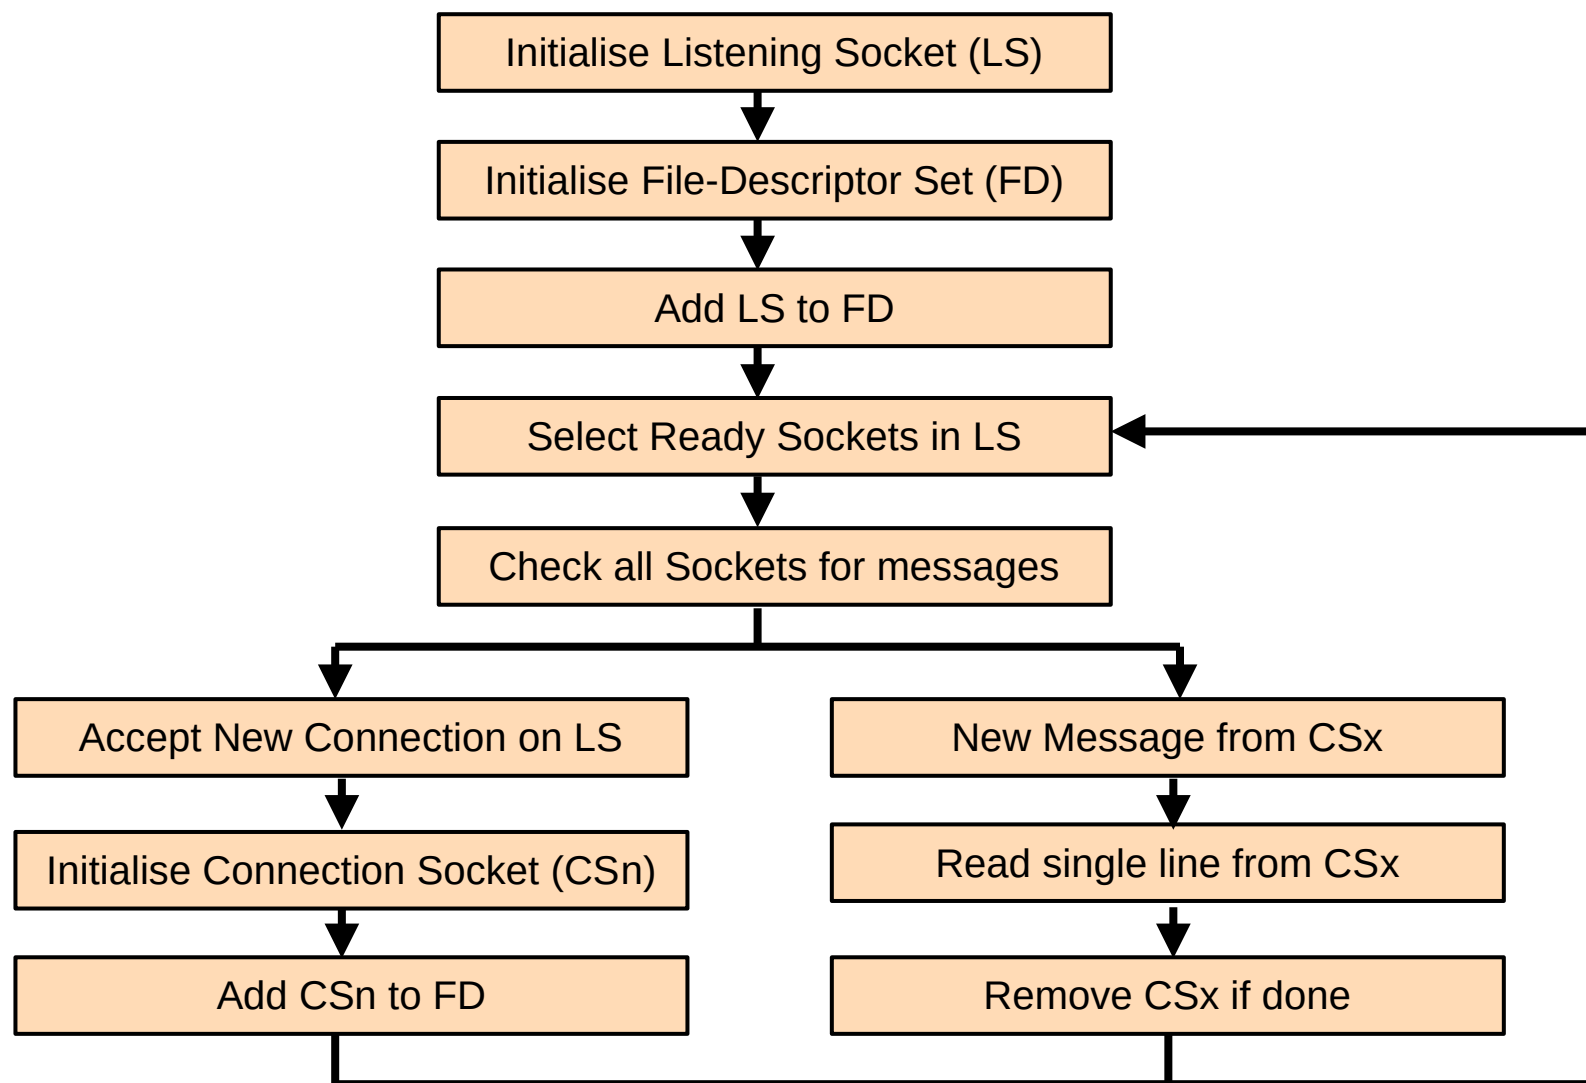 Initialise Listening Socket (LS)
Initialise File-Descriptor Set (FD)
Add LS to FD
Select Ready Sockets in LS
Check all Sockets for messages
Accept New Connection on LS
New Message from CSx
Initialise Connection Socket (CSn)
Read single line from CSx
Add CSn to FD
Remove CSx if done